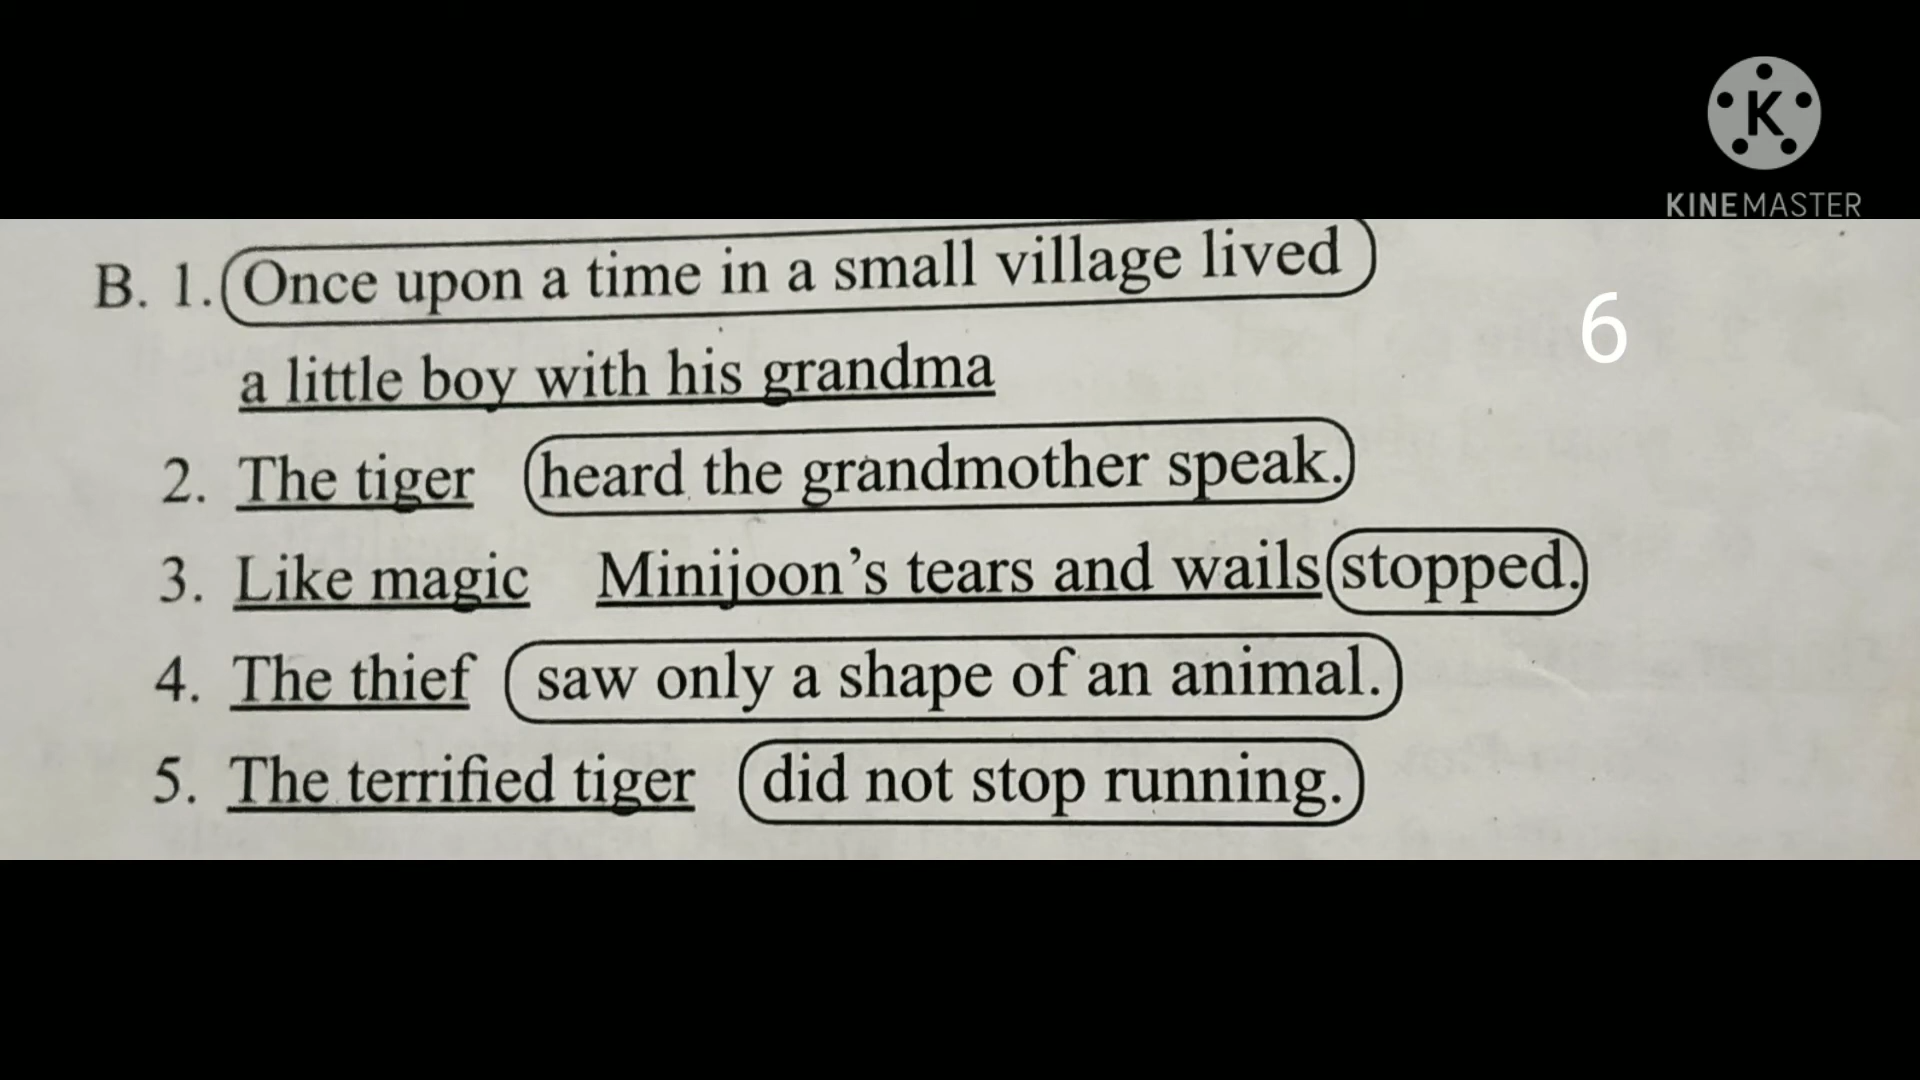 K
KINEMASTER
B. 1. Once upon a time in a small village lived
6
a little boy with his grandma
2. The tiger heard the grandmother speak.
3. Like magic Minijoon’s tears and wails stopped.
4. The thief saw only a shape of an animal.
5. The terrified tiger did not stop running.